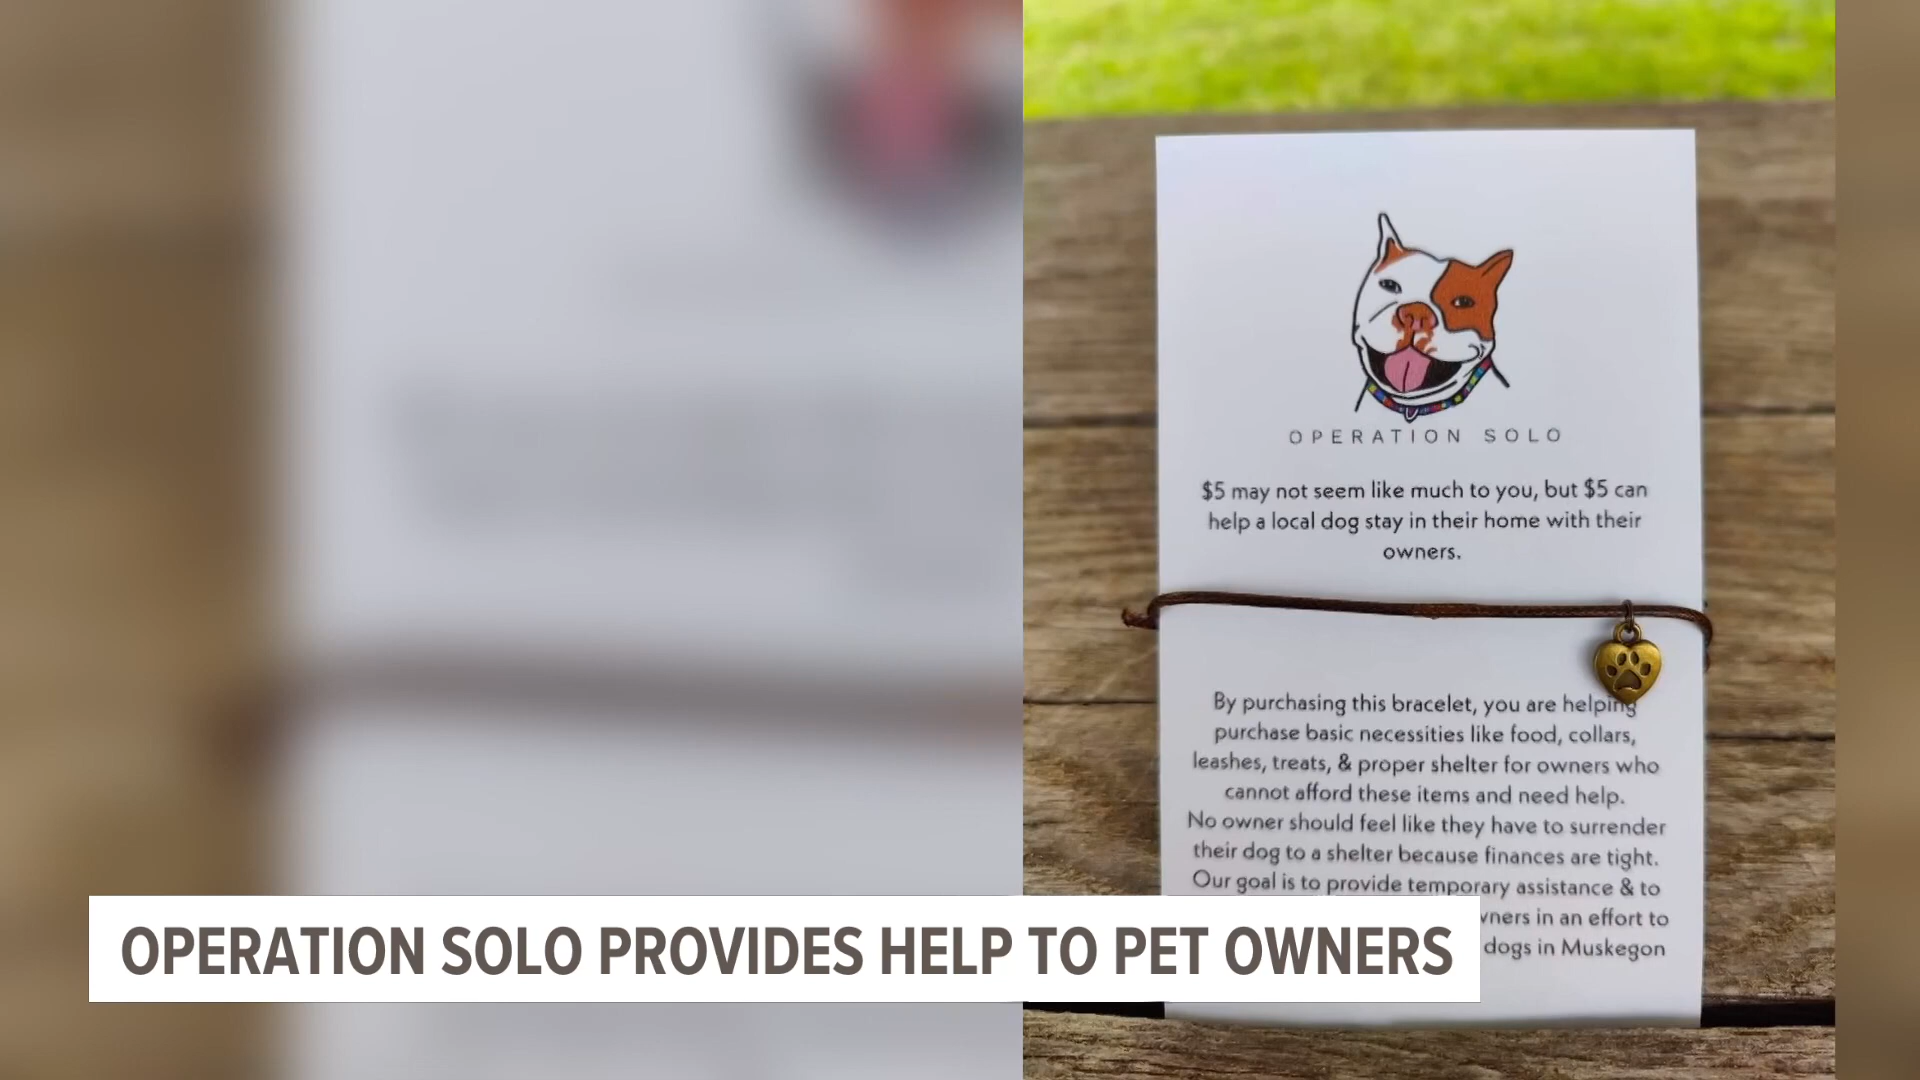 OPERATION SOLO
$5 may not seem like much to you, but $5 can
help a local dog stay in their home with their
owners.
By purchasing this bracelet, you are helping
purchase basic necessities like food, collars,
leashes, treats, & proper shelter for owners who
cannot afford these items and need help.
No owner should feel like they have to surrender
their dog to a shelter because finances are tight.
Our goal is to provide temporary assistance & to
in an effort to
dogs in Muskegon
OPERATION SOLO PROVIDES HELP TO PET OWNERS